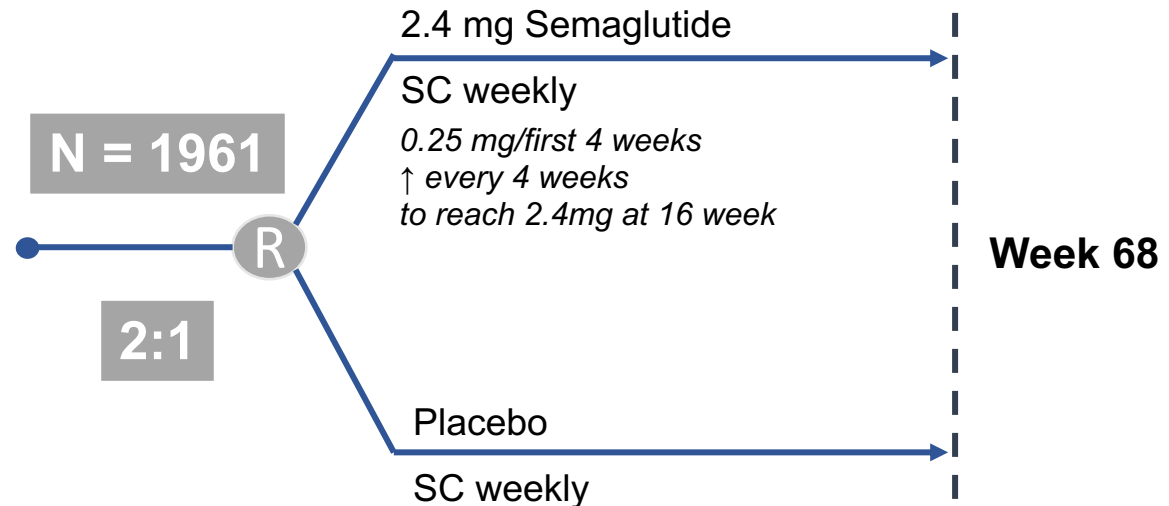 N = 1961
2:1
R
2.4 mg Semaglutide
SC weekly
0.25 mg/first 4 weeks
↑ every 4 weeks
to reach 2.4mg at 16 week
Placebo
SC weekly
Week 68